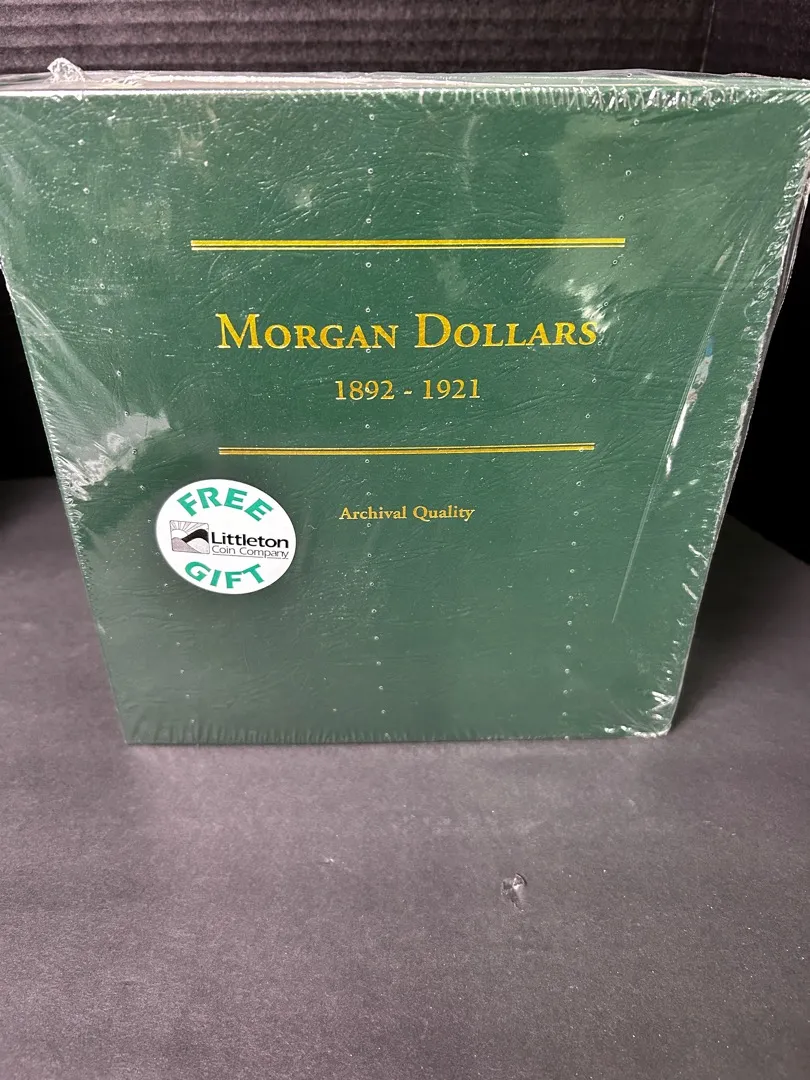 MORGAN DOLLARS
1892 - 1921
Archival Quality
FREE
Littleton
Coin Company
GIFT